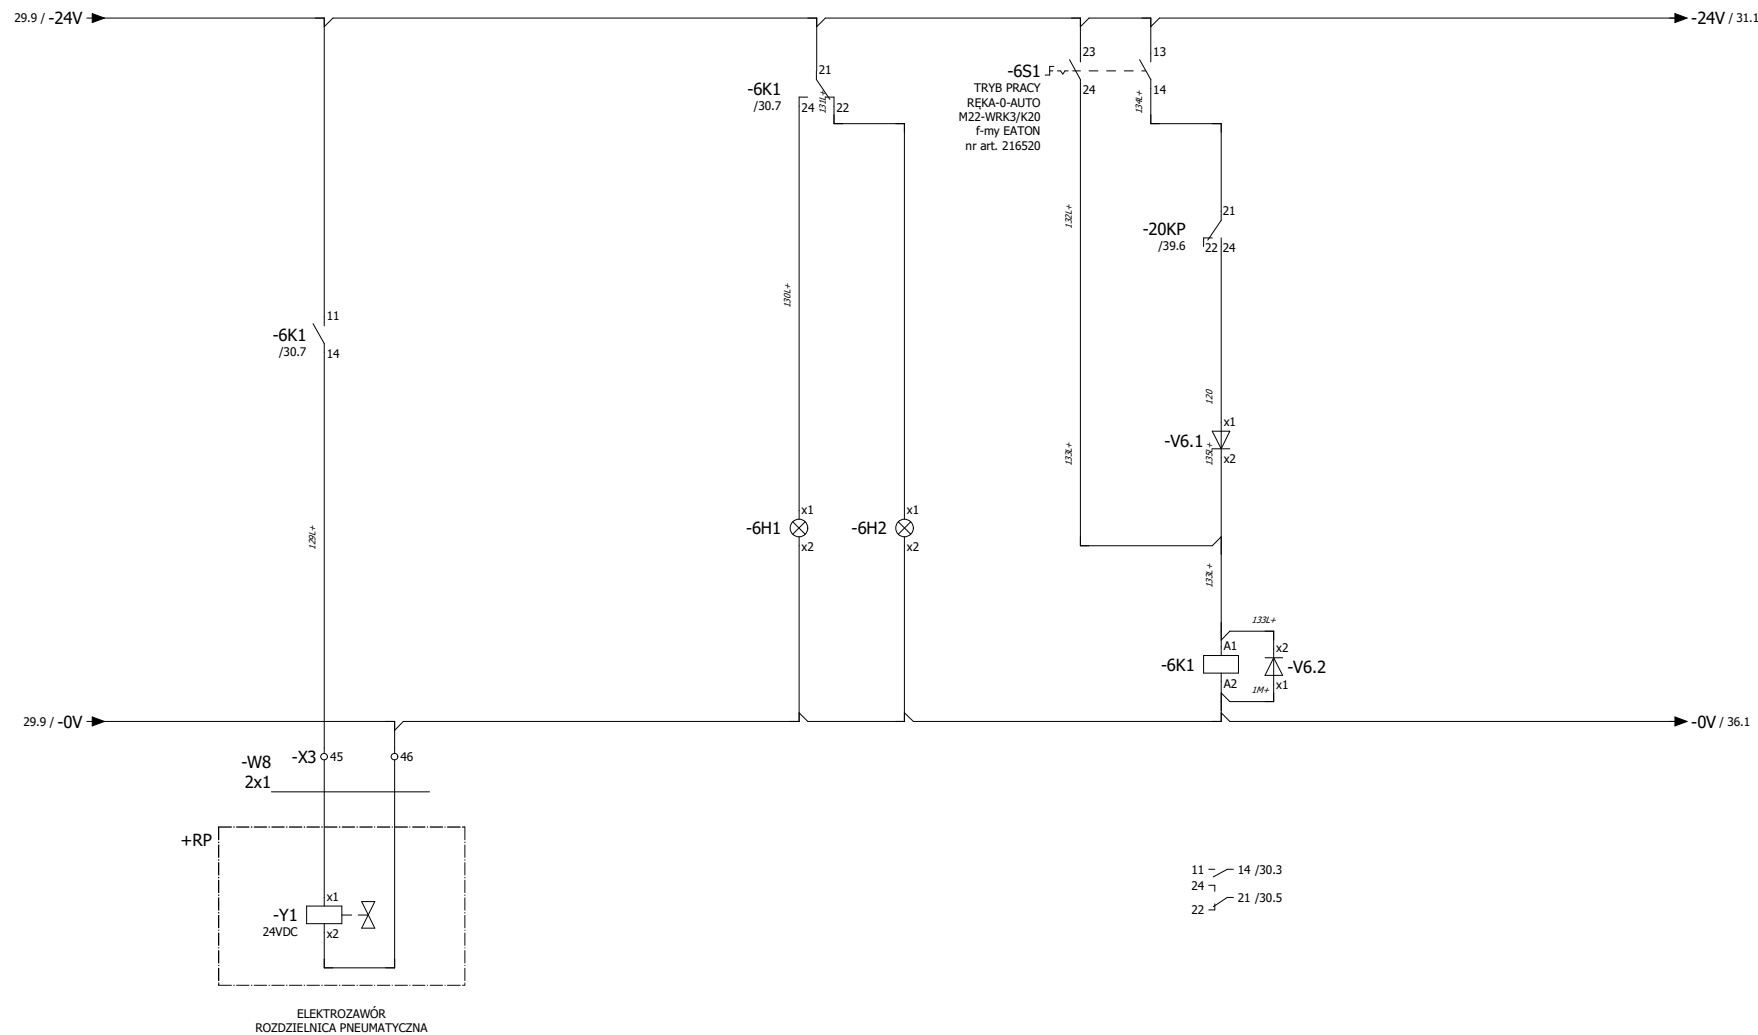 29.9 / -24V
-24V / 31.1
23
13
-6S1
24
14
TRYB PRACY
RĘKA-0-AUTO
M22-WRK3/K20
f-my EATON
nr art. 216520
134L+
21
-6K1
/30.7
24
22
131L+
132L+
21
-20KP
/39.6
22
24
130L+
11
-6K1
/30.7
14
120
x1
-V6.1
x2
133L+
135L+
129L+
x1
-6H1
x2
x1
-6H2
x2
133L+
133L+
A1
-6K1
A2
x2
-V6.2
x1
1M+
29.9 / -0V
-0V / 36.1
-W8
2x1
-X3
45
46
+RP
x1
-Y1
24VDC
x2
11
14 /30.3
24
21 /30.5
22
ELEKTROZAWÓR
ROZDZIELNICA PNEUMATYCZNA